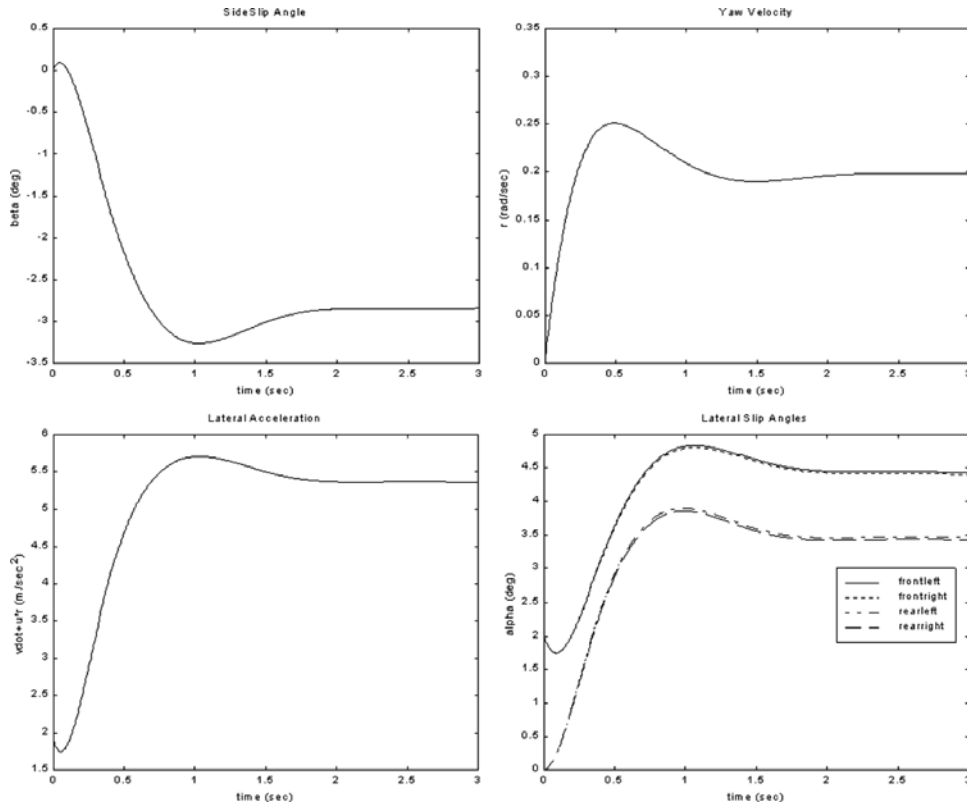 SideSlip Angle
0.5
0
-0.5
-1
-1.5
-2
-2.5
-3
-3.5
beta (deg)
0 0.5 1 1.5 2 2.5 3
time (sec)
Yaw Velocity
0.35
0.3
0.25
0.2
0.15
0.1
0.05
0
r (rad/sec)
0 0.5 1 1.5 2 2.5 3
time (sec)
Lateral Acceleration
6
5.5
5
4.5
4
3.5
3
2.5
2
1.5
vdot+u*r (m/sec^2)
0 0.5 1 1.5 2 2.5 3
time (sec)
Lateral Slip Angles
5
4.5
4
3.5
3
2.5
2
1.5
1
0.5
0
alpha (deg)
frontleft
frontright
rearleft
rearright
0 0.5 1 1.5 2 2.5 3
time (sec)